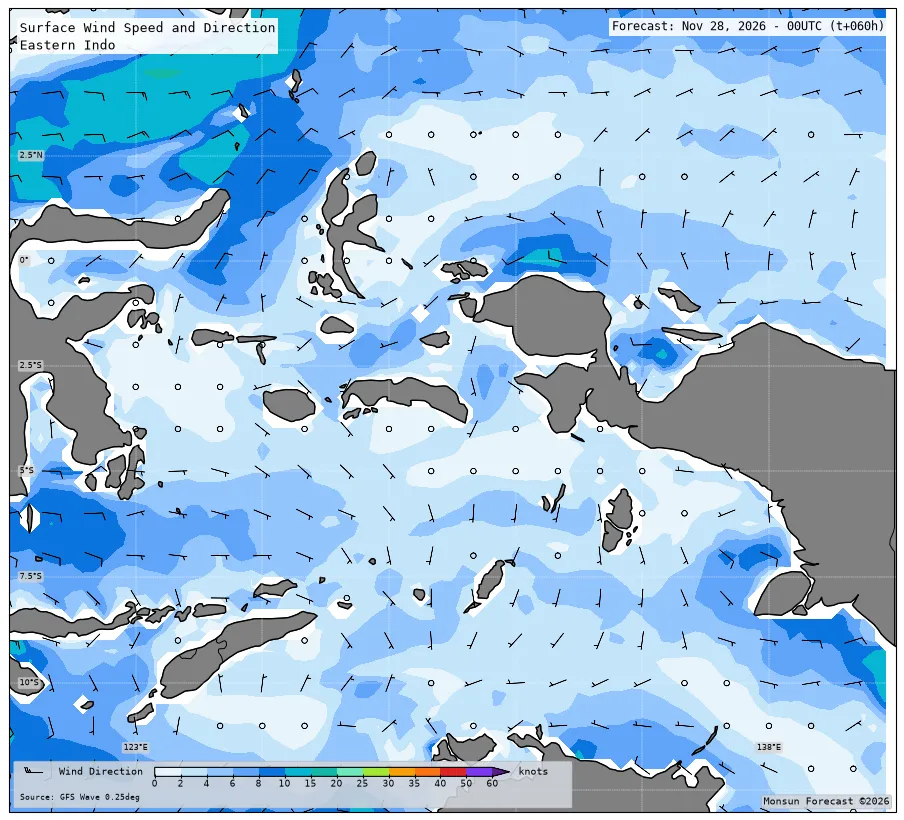 Surface Wind Speed and Direction
Eastern Indo
Forecast: Nov 28, 2026 - 00UTC (t+060h)
2.5°N
0°
2.5°S
5°S
7.5°S
10°S
123°E
138°E
Wind Direction
knots
0 2 4 6 8 10 15 20 25 30 35 40 50 60
Source: GFS Wave 0.25deg
Monsun Forecast ©2026